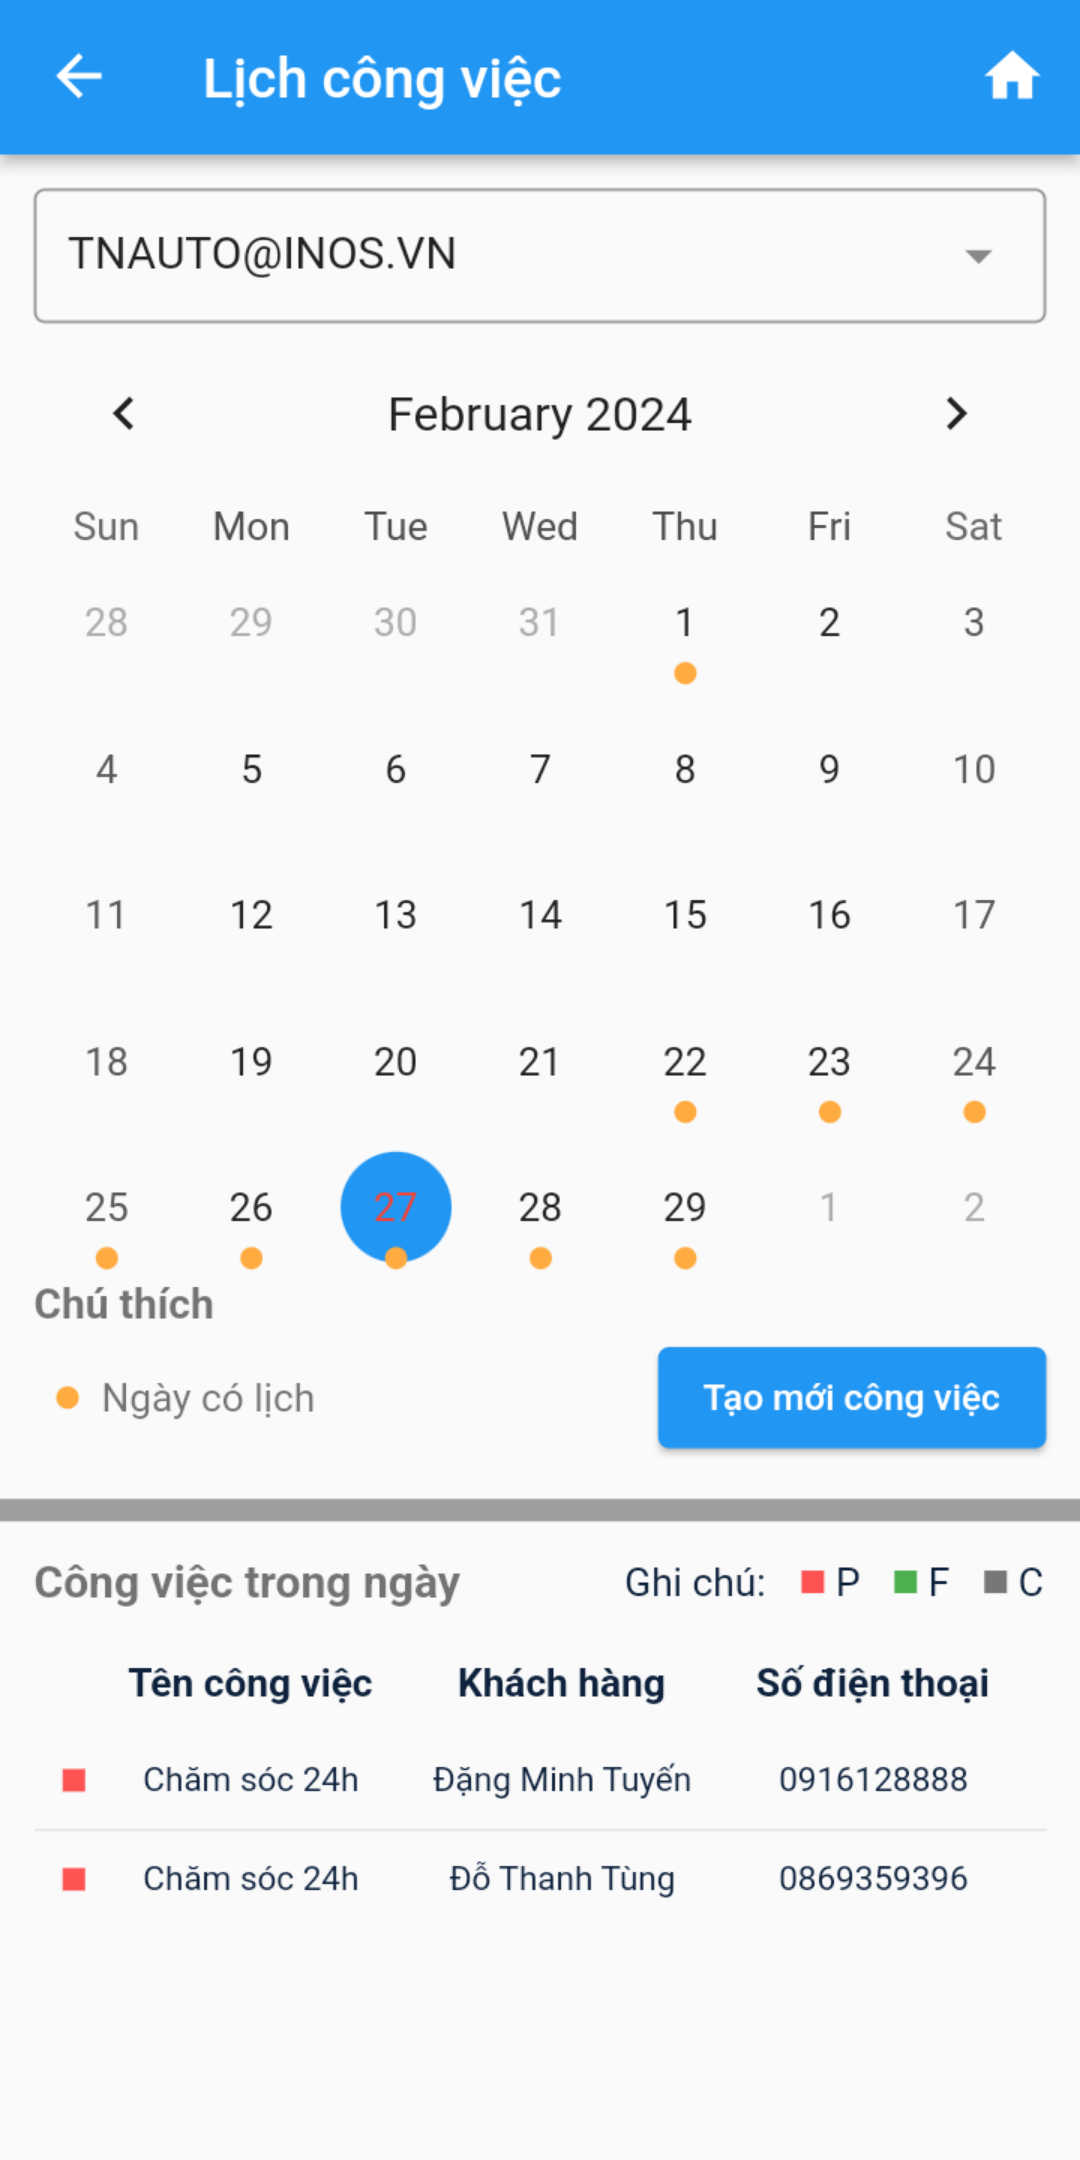 Lịch công việc
TNAUTO@INOS.VN
February 2024
Sun Mon Tue Wed Thu Fri Sat
28 29 30 31 1 2 3
4 5 6 7 8 9 10
11 12 13 14 15 16 17
18 19 20 21 22 23 24
25 26 27 28 29 1 2
Chú thích
Ngày có lịch
Tạo mới công việc
Công việc trong ngày Ghi chú: P F C
Tên công việc Khách hàng Số điện thoại
Chăm sóc 24h Đặng Minh Tuyến 0916128888
Chăm sóc 24h Đỗ Thanh Tùng 0869359396